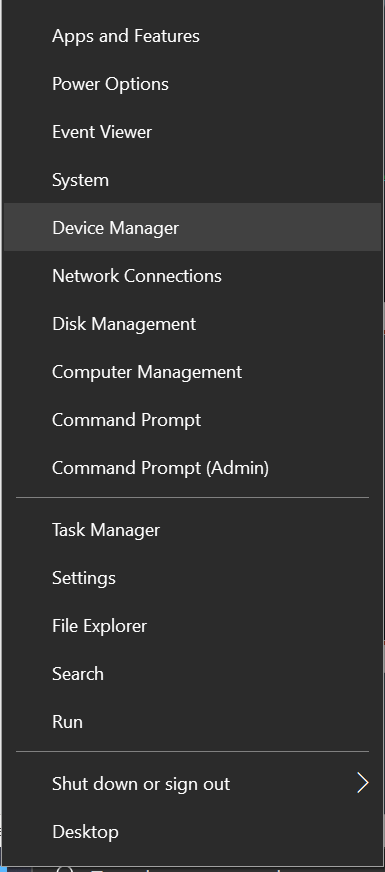 Apps and Features
Power Options
Event Viewer
System
Device Manager
Network Connections
Disk Management
Computer Management
Command Prompt
Command Prompt (Admin)
Task Manager
Settings
File Explorer
Search
Run
Shut down or sign out
Desktop